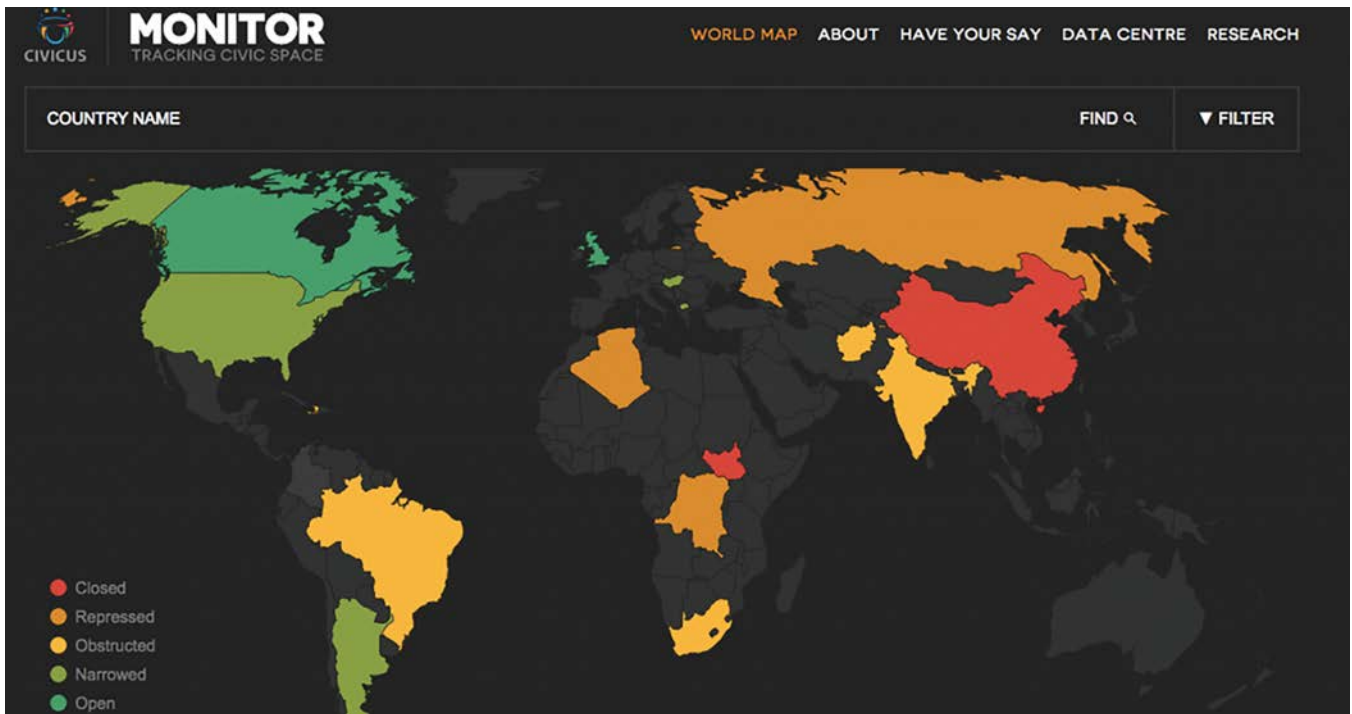 CIVICUS
MONITOR
TRACKING CIVIC SPACE
WORLD MAP ABOUT HAVE YOUR SAY DATA CENTRE RESEARCH
COUNTRY NAME FIND ▼ FILTER
Closed
Repressed
Obstructed
Narrowed
Open